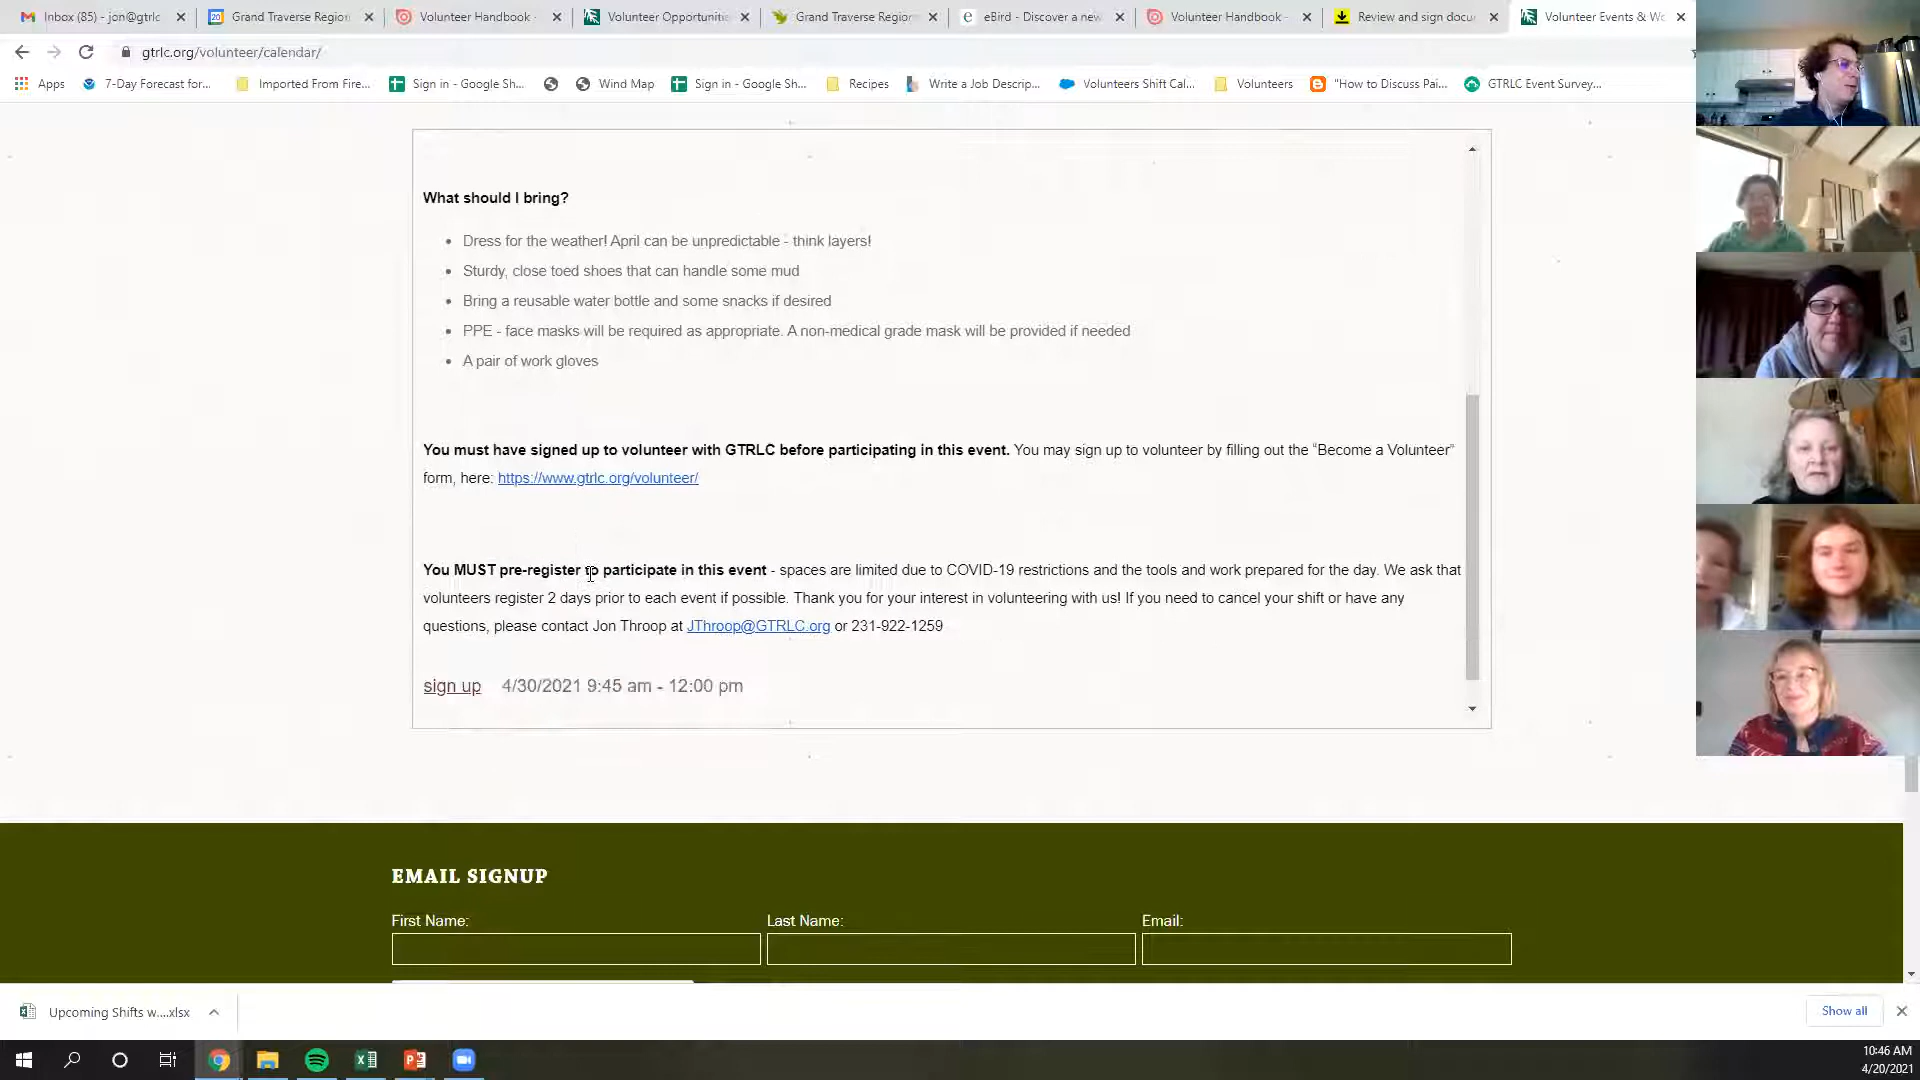 Inbox (85) - jon@gtrlc
Grand Traverse Region
Volunteer Handbook -
Volunteer Opportunitie
Grand Traverse Region
eBird - Discover a new
Volunteer Handbook -
Review and sign docu
Volunteer Events & Wo
gtrlc.org/volunteer/calendar/
Apps
7-Day Forecast for...
Imported From Fire...
Sign in - Google Sh...
Wind Map
Sign in - Google Sh...
Recipes
Write a Job Descrip...
Volunteers Shift Cal...
Volunteers
"How to Discuss Pai...
GTRLC Event Survey...
What should I bring?
• Dress for the weather! April can be unpredictable - think layers!
• Sturdy, close toed shoes that can handle some mud
• Bring a reusable water bottle and some snacks if desired
• PPE - face masks will be required as appropriate. A non-medical grade mask will be provided if needed
• A pair of work gloves
You must have signed up to volunteer with GTRLC before participating in this event. You may sign up to volunteer by filling out the “Become a Volunteer”
form, here: https://www.gtrlc.org/volunteer/
You MUST pre-register to participate in this event - spaces are limited due to COVID-19 restrictions and the tools and work prepared for the day. We ask that
volunteers register 2 days prior to each event if possible. Thank you for your interest in volunteering with us! If you need to cancel your shift or have any
questions, please contact Jon Throop at JThroop@GTRLC.org or 231-922-1259
sign up 4/30/2021 9:45 am - 12:00 pm
EMAIL SIGNUP
First Name:
Last Name:
Email:
Upcoming Shifts w....xlsx
Show all
10:46 AM
4/20/2021